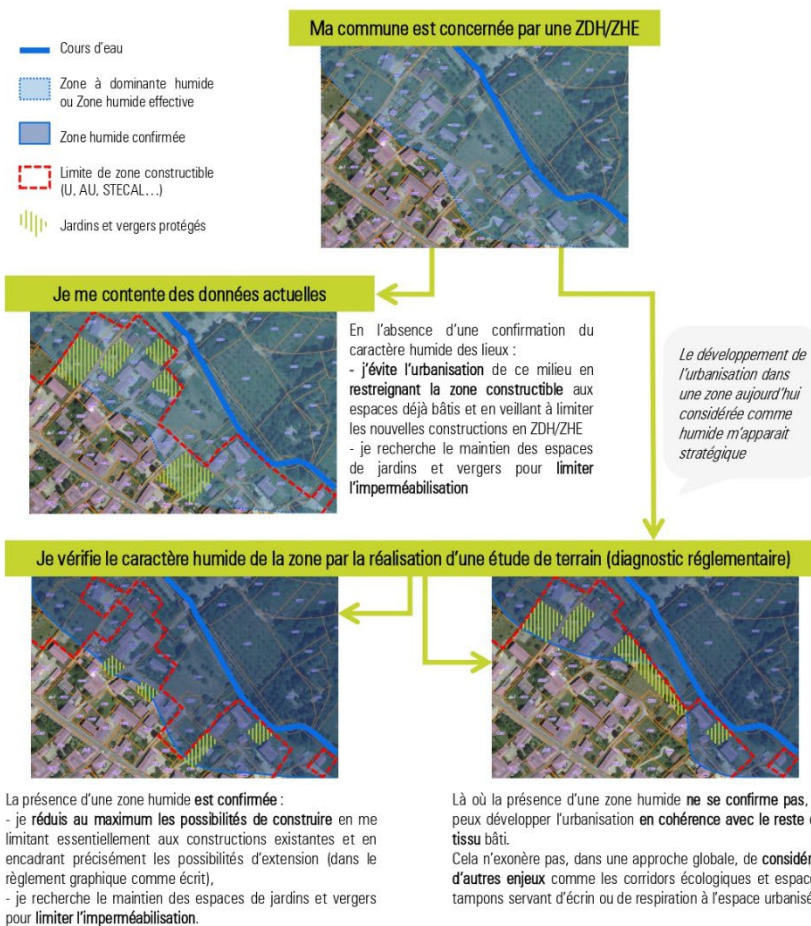 Ma commune est concernée par une ZDH/ZHE
Cours d'eau
Zone à dominante humide
ou Zone humide effective
Zone humide confirmée
Limite de zone constructible
(U, AU, STECAL…)
Jardins et vergers protégés
Je me contente des données actuelles
En l'absence d'une confirmation du
caractère humide des lieux :
- j'évite l'urbanisation de ce milieu en
restreignant la zone constructible aux
espaces déjà bâtis et en veillant à limiter
les nouvelles constructions en ZDH/ZHE
- je recherche le maintien des espaces
de jardins et vergers pour limiter
l'imperméabilisation
Le développement de
l'urbanisation dans
une zone aujourd'hui
considérée comme
humide m'apparait
stratégique
Je vérifie le caractère humide de la zone par la réalisation d'une étude de terrain (diagnostic réglementaire)
La présence d'une zone humide est confirmée :
- je réduis au maximum les possibilités de construire en me
limitant essentiellement aux constructions existantes et en
encadrant précisément les possibilités d'extension (dans le
règlement graphique comme écrit),
- je recherche le maintien des espaces de jardins et vergers
pour limiter l'imperméabilisation.
Là où la présence d'une zone humide ne se confirme pas,
peux développer l'urbanisation en cohérence avec le reste
tissu bâti.
Cela n'exonère pas, dans une approche globale, de
d'autres enjeux comme les corridors écologiques et
tampons servant d'écrin ou de respiration à l'espace